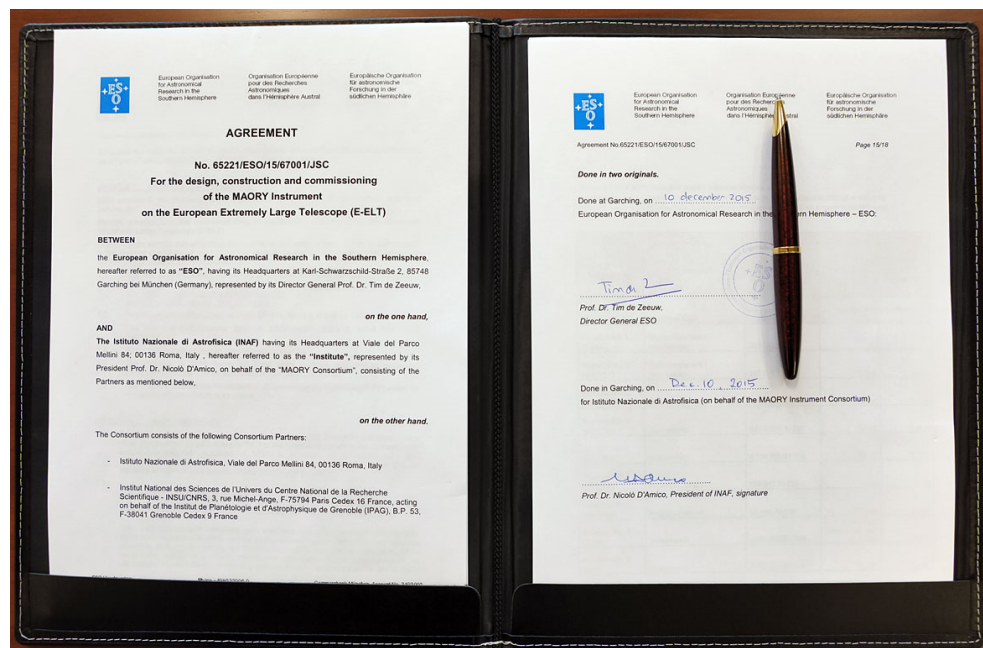 ESO
European Organisation
for Astronomical
Research in the
Southern Hemisphere
Organisation Européenne
pour des Recherches
Astronomiques
dans l'Hémisphère Austral
Europäische Organisation
für astronomische
Forschung in der
südlichen Hemisphäre
AGREEMENT
No. 65221/ESO/15/67001/JSC
For the design, construction and commissioning
of the MAORY Instrument
on the European Extremely Large Telescope (E-ELT)
BETWEEN
the European Organisation for Astronomical Research in the Southern Hemisphere,
hereafter referred to as "ESO", having its Headquarters at Karl-Schwarzschild-Straße 2, 85748
Garching bei München (Germany), represented by its Director General Prof. Dr. Tim de Zeeuw,
on the one hand,
AND
The Istituto Nazionale di Astrofisica (INAF) having its Headquarters at Viale del Parco
Mellini 84; 00136 Roma, Italy , hereafter referred to as the "Institute", represented by its
President Prof. Dr. Nicolò D'Amico, on behalf of the "MAORY Consortium", consisting of the
Partners as mentioned below,
on the other hand.
The Consortium consists of the following Consortium Partners:
- Istituto Nazionale di Astrofisica, Viale del Parco Mellini 84, 00136 Roma, Italy
- Institut National des Sciences de l'Univers du Centre National de la Recherche
Scientifique - INSU/CNRS, 3, rue Michel-Ange, F-75794 Paris Cedex 16 France, acting
on behalf of the Institut de Planétologie et d'Astrophysique de Grenoble (IPAG), B.P. 53,
F-38041 Grenoble Cedex 9 France
ESO
European Organisation
for Astronomical
Research in the
Southern Hemisphere
Organisation Européenne
pour des Recherches
Astronomiques
dans l'Hémisphère Austral
Europäische Organisation
für astronomische
Forschung in der
südlichen Hemisphäre
Agreement No.65221/ESO/15/67001/JSC
Page 15/18
Done in two originals.
Done at Garching, on 10 december 2015
European Organisation for Astronomical Research in the Southern Hemisphere – ESO:
ESO
Prof. Dr. Tim de Zeeuw,
Director General ESO
Done in Garching, on Dec. 10, 2015
for Istituto Nazionale di Astrofisica (on behalf of the MAORY Instrument Consortium)
Prof. Dr. Nicolò D'Amico, President of INAF, signature